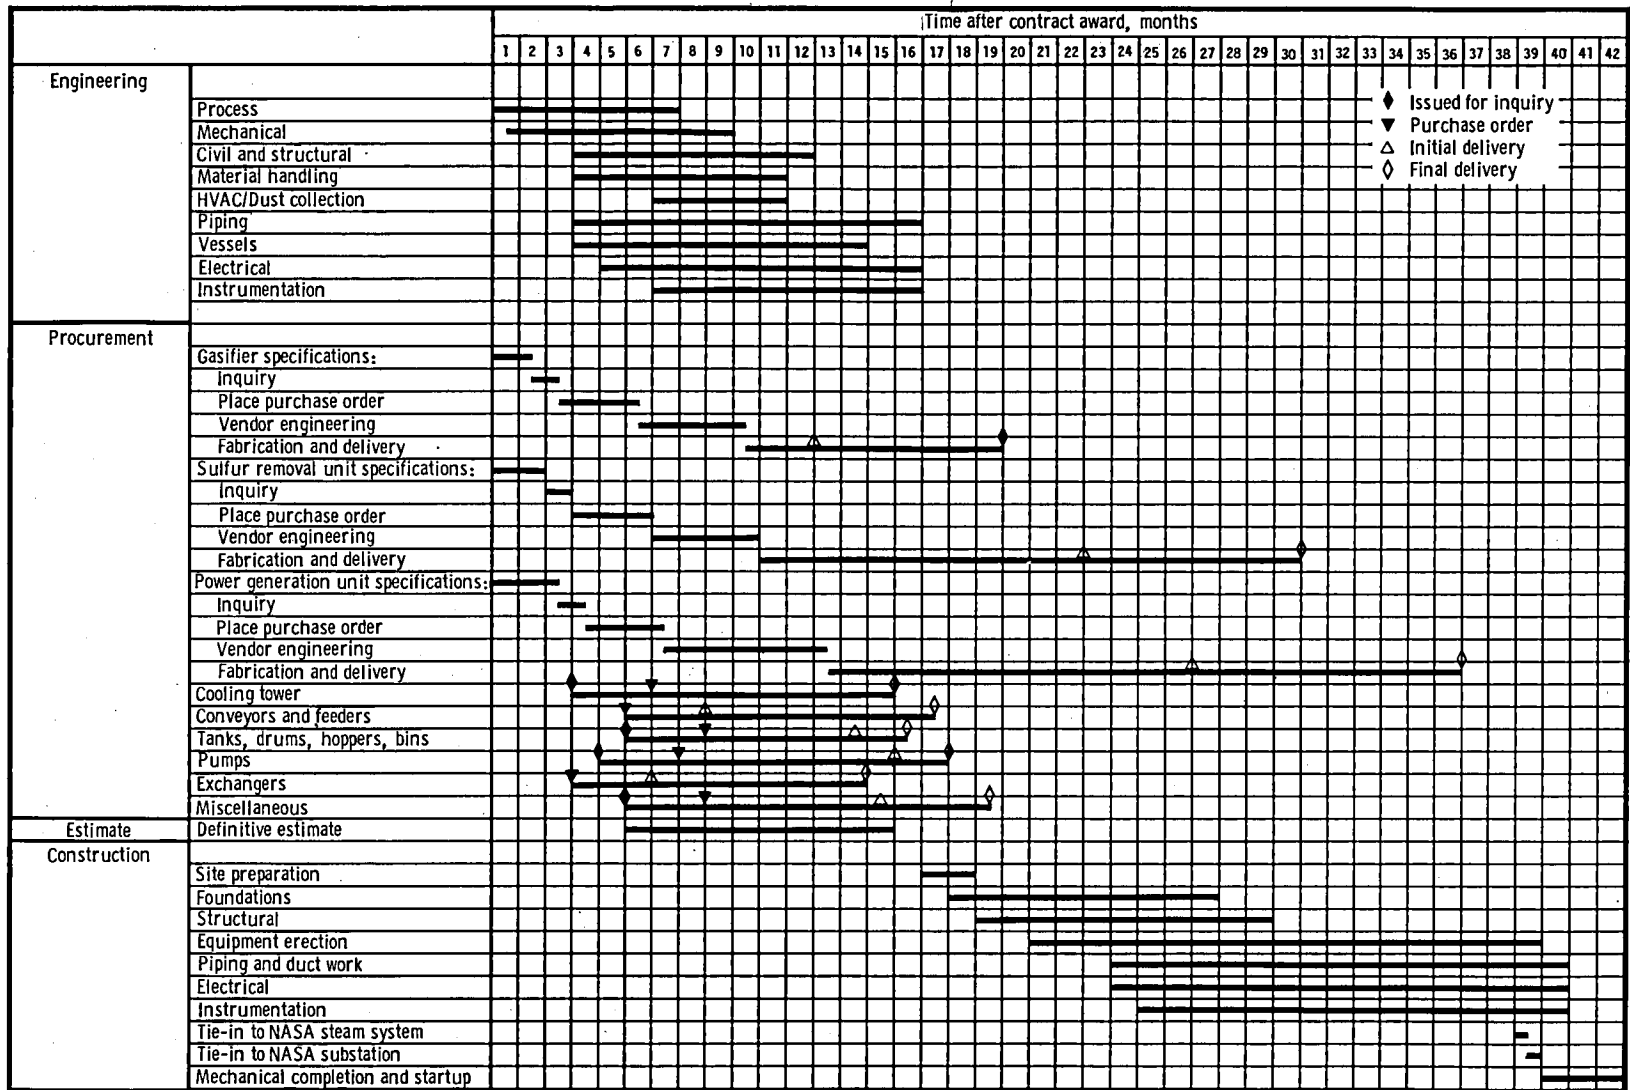 Time after contract award, months
1 2 3 4 5 6 7 8 9 10 11 12 13 14 15 16 17 18 19 20 21 22 23 24 25 26 27 28 29 30 31 32 33 34 35 36 37 38 39 40 41 42
Engineering
Issued for inquiry
Purchase order
Initial delivery
Final delivery
Process
Mechanical
Civil and structural
Material handling
HVAC/Dust collection
Piping
Vessels
Electrical
Instrumentation
Procurement
Gasifier specifications:
Inquiry
Place purchase order
Vendor engineering
Fabrication and delivery
Sulfur removal unit specifications:
Inquiry
Place purchase order
Vendor engineering
Fabrication and delivery
Power generation unit specifications:
Inquiry
Place purchase order
Vendor engineering
Fabrication and delivery
Cooling tower
Conveyors and feeders
Tanks, drums, hoppers, bins
Pumps
Exchangers
Miscellaneous
Estimate
Definitive estimate
Construction
Site preparation
Foundations
Structural
Equipment erection
Piping and duct work
Electrical
Instrumentation
Tie-in to NASA steam system
Tie-in to NASA substation
Mechanical completion and startup